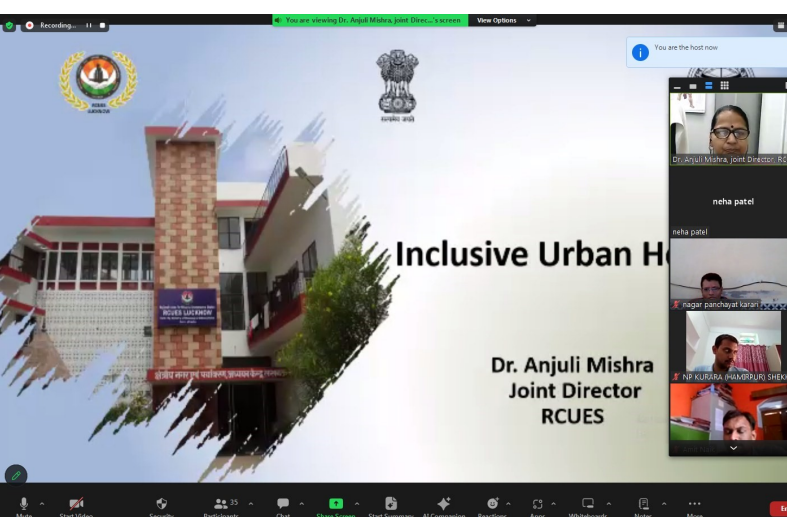 Recording...
You are viewing Dr. Anjuli Mishra, joint Direc...'s screen
View Options
You are the host now
सत्यमेव जयते
Inclusive Urban H
Dr. Anjuli Mishra
Joint Director
RCUES
RCUES LUCKNOW
Dr. Anjuli Mishra, joint Director, RC
neha patel
neha patel
nagar panchayat karari
NP KURARA (HAMIRPUR) SHEK
Mute
Start Video
Security
35
Participants
Chat
Share Screen
Start Summary
AI Companion
Reactions
Apps
Whiteboards
Notes
More